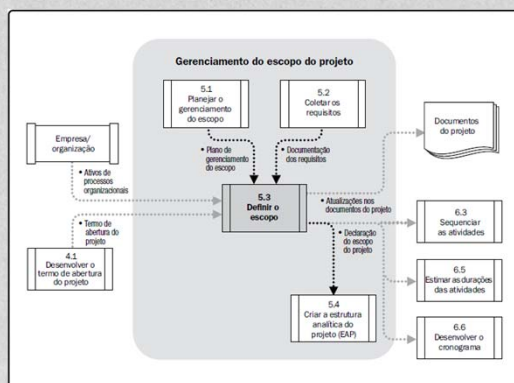 Gerenciamento do escopo do projeto
5.1
Planejar o
gerenciamento
do escopo
5.2
Coletar os
requisitos
Documentos
do projeto
Empresa/
organização
• Plano de
gerenciamento
do escopo
• Documentação
dos requisitos
• Ativos de
processos
organizacionais
5.3
Definir o
escopo
• Atualizações nos
documentos do projeto
6.3
Sequenciar
as atividades
• Termo de
abertura do
projeto
• Declaração
do escopo
do projeto
4.1
Desenvolver o
termo de abertura
do projeto
6.5
Estimar as durações
das atividades
5.4
Criar a estrutura
analítica do
projeto (EAP)
6.6
Desenvolver o
cronograma